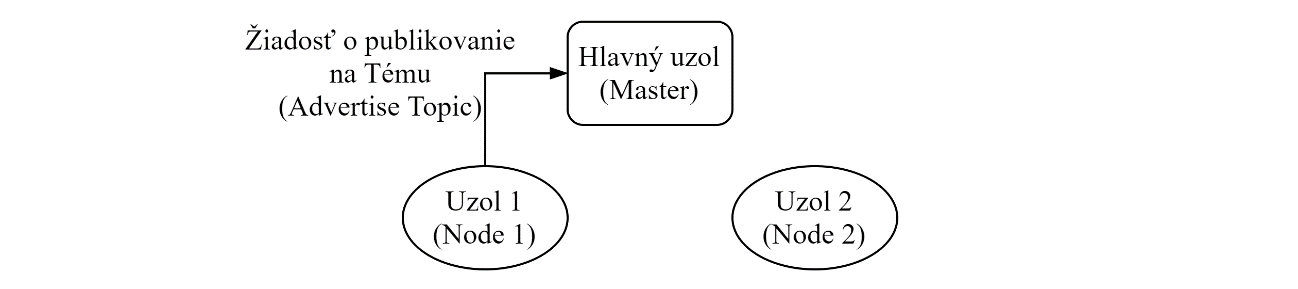 Žiadosť o publikovanie
na Tému
(Advertise Topic)
Hlavný uzol
(Master)
Uzol 1
(Node 1)
Uzol 2
(Node 2)